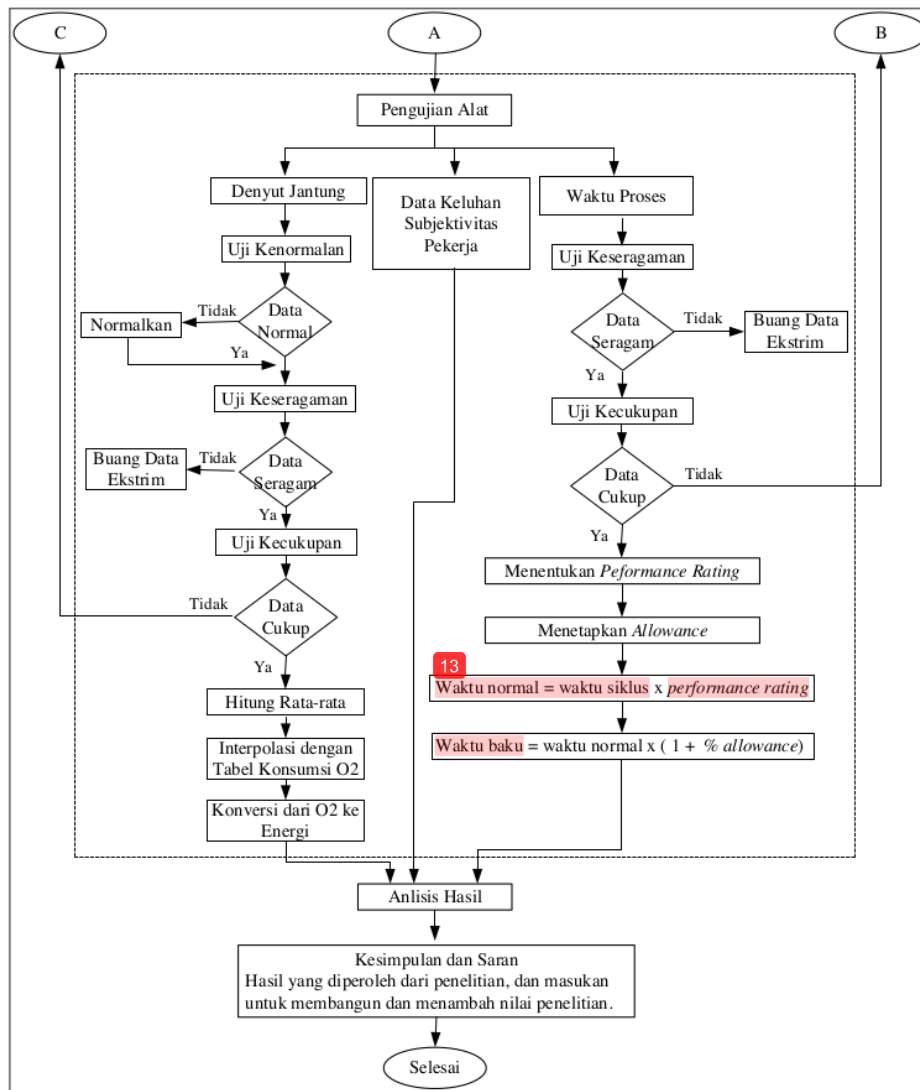 C
A
B
Pengujian Alat
Denyut Jantung
Data Keluhan
Subjektivitas
Pekerja
Waktu Proses
Uji Kenormalan
Uji Keseragaman
Data
Normal
Tidak
Normalkan
Ya
Data
Seragam
Tidak
Buang Data
Ekstrim
Ya
Uji Keseragaman
Uji Kecukupan
Data
Seragam
Tidak
Buang Data
Ekstrim
Ya
Data
Cukup
Tidak
Ya
Uji Kecukupan
Menentukan Peformance Rating
Data
Cukup
Tidak
Ya
Menetapkan Allowance
13
Hitung Rata-rata
Waktu normal = waktu siklus x performance rating
Interpolasi dengan
Tabel Konsumsi O2
Waktu baku = waktu normal x ( 1 + % allowance)
Konversi dari O2 ke
Energi
Anlisis Hasil
Kesimpulan dan Saran
Hasil yang diperoleh dari penelitian, dan masukan
untuk membangun dan menambah nilai penelitian.
Selesai